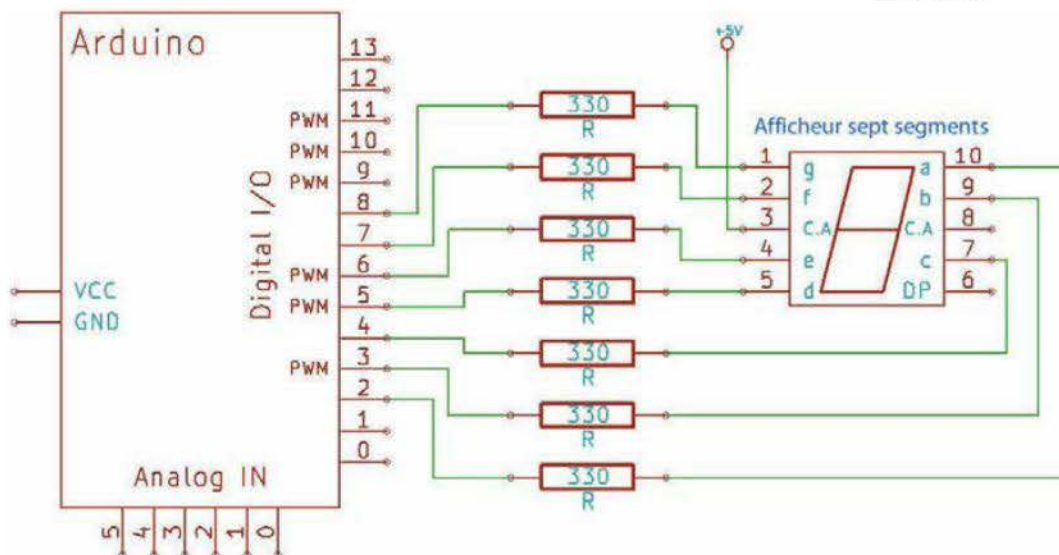 Arduino
13
12
PWM 11
PWM 10
PWM 9
8
7
PWM 6
PWM 5
4
PWM 3
2
1
0
Digital I/O
VCC
GND
Analog IN
5 4 3 2 1 0
330
R
330
R
330
R
330
R
330
R
330
R
330
R
+5V
Afficheur sept segments
1 g a 10
2 f b 9
3 C.A C.A 8
4 e c 7
5 d DP 6